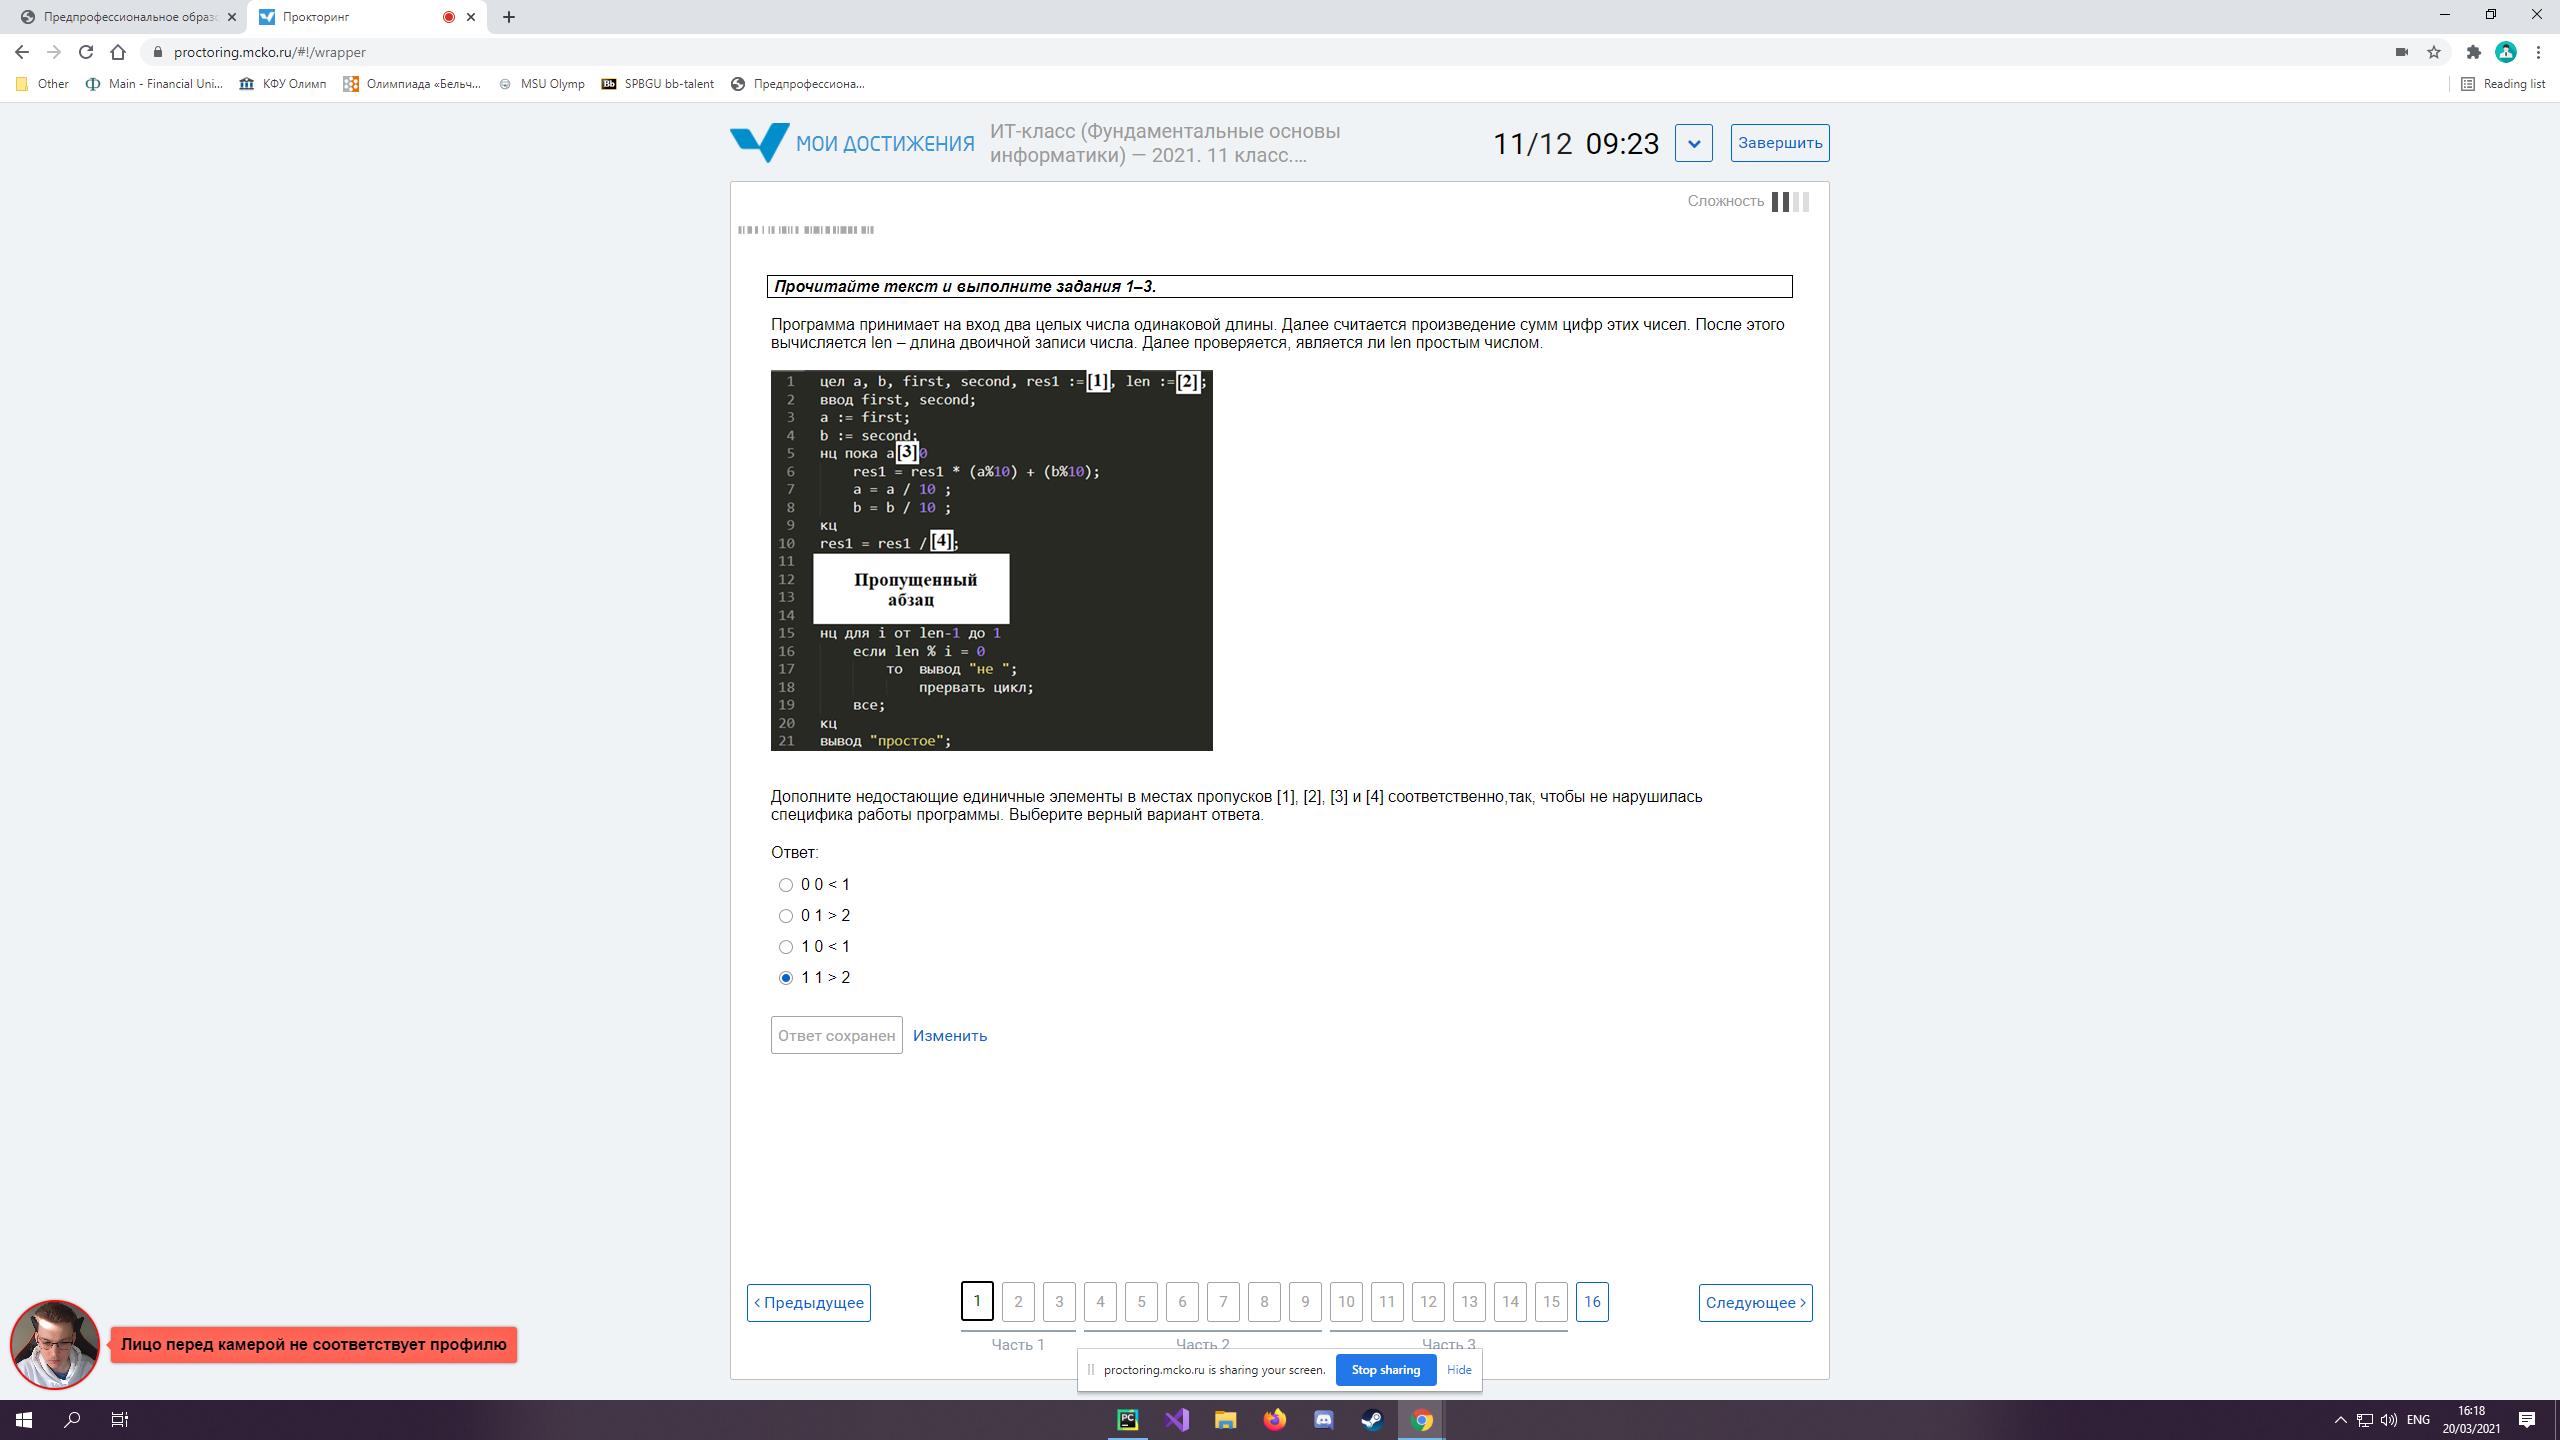 Предпрофессиональное образо
Прокторинг
proctoring.mcko.ru/#!/wrapper
Other
Main - Financial Uni...
КФУ Олимп
Олимпиада «Бельч...
MSU Olymp
Bb SPBGU bb-talent
Предпрофессиона...
Reading list
МОИ ДОСТИЖЕНИЯ
ИТ-класс (Фундаментальные основы
информатики) — 2021. 11 класс....
11/12 09:23
Завершить
Сложность
Прочитайте текст и выполните задания 1–3.
Программа принимает на вход два целых числа одинаковой длины. Далее считается произведение сумм цифр этих чисел. После этого
вычисляется len – длина двоичной записи числа. Далее проверяется, является ли len простым числом.
1 цел a, b, first, second, res1 :=[1], len :=[2];
2 ввод first, second;
3 a := first;
4 b := second;
5 нц пока a[3]0
6 res1 = res1 * (a%10) + (b%10);
7 a = a / 10 ;
8 b = b / 10 ;
9 кц
10 res1 = res1 /[4];
11
12 Пропущенный
13 абзац
14
15 нц для i от len-1 до 1
16 если len % i = 0
17 то вывод "не ";
18 прервать цикл;
19 все;
20 кц
21 вывод "простое";
Дополните недостающие единичные элементы в местах пропусков [1], [2], [3] и [4] соответственно,так, чтобы не нарушилась
специфика работы программы. Выберите верный вариант ответа.
Ответ:
0 0 < 1
0 1 > 2
1 0 < 1
1 1 > 2
Ответ сохранен Изменить
< Предыдущее
1 2 3 4 5 6 7 8 9 10 11 12 13 14 15 16
Следующее >
Часть 1 Часть 2 Часть 3
Лицо перед камерой не соответствует профилю
proctoring.mcko.ru is sharing your screen. Stop sharing Hide
PC
ENG
16:18
20/03/2021